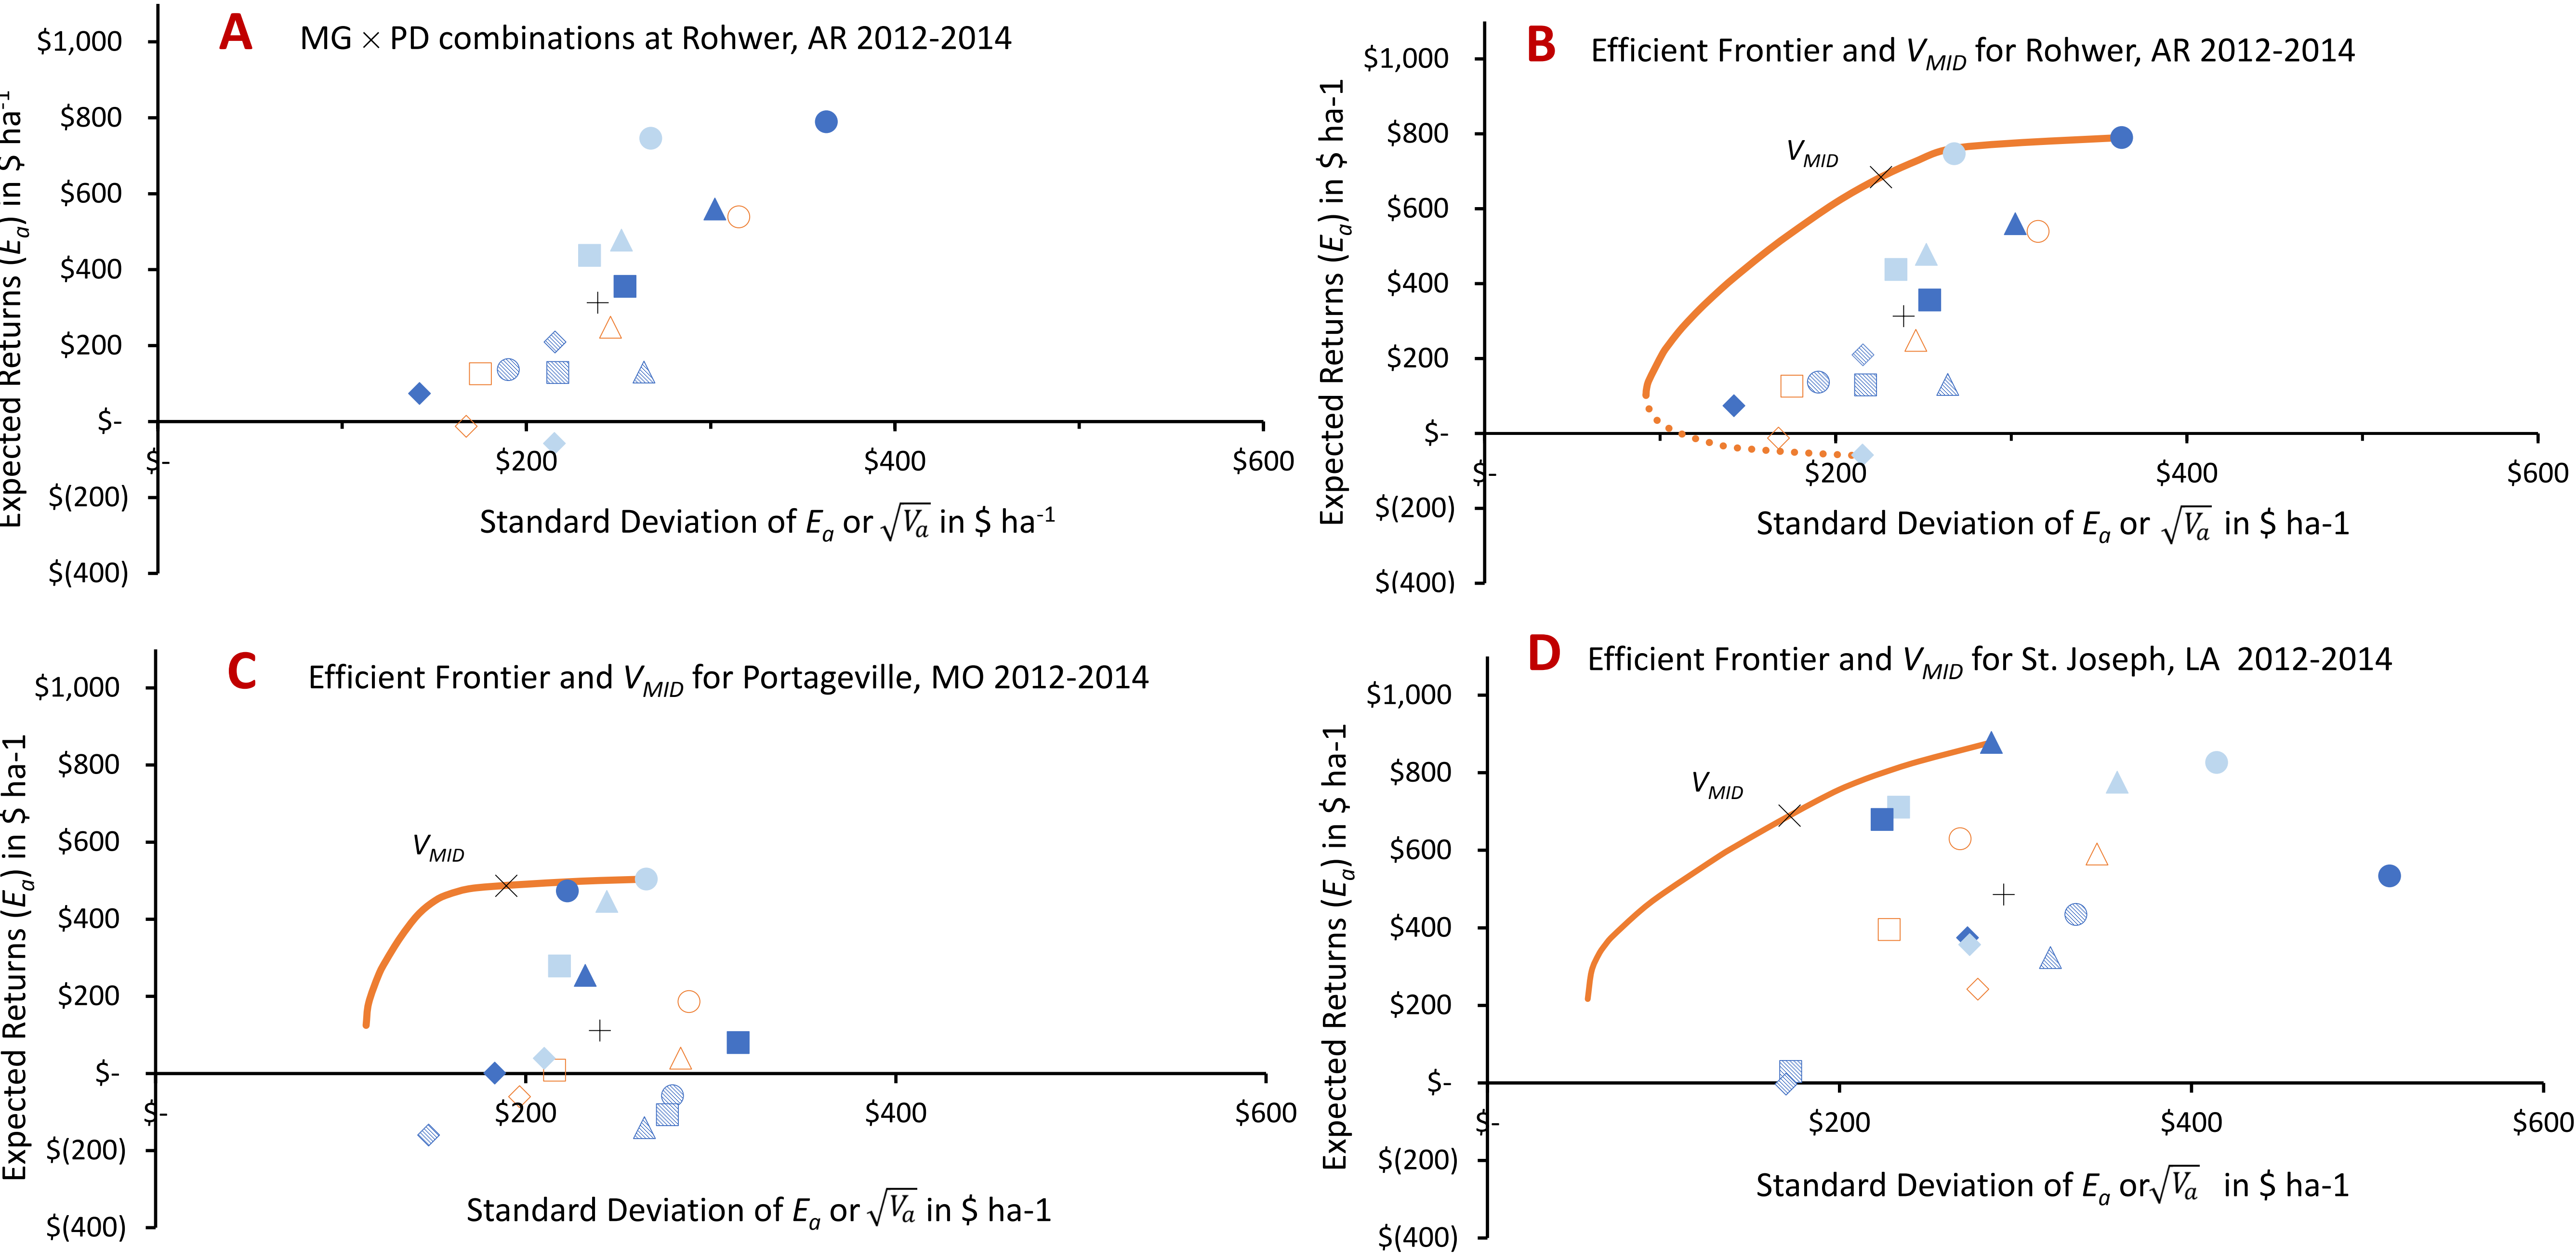 A
MG × PD combinations at Rohwer, AR 2012-2014
Expected Returns (Ea) in $ ha-1
$1,000
$800
$600
$400
$200
$-
$(200)
$(400)
$-
$200
$400
$600
Standard Deviation of Ea or √Va in $ ha-1
B
Efficient Frontier and VMID for Rohwer, AR 2012-2014
Expected Returns (Ea) in $ ha-1
$1,000
$800
$600
$400
$200
$-
$(200)
$(400)
VMID
$-
$200
$400
$600
Standard Deviation of Ea or √Va in $ ha-1
C
Efficient Frontier and VMID for Portageville, MO 2012-2014
Expected Returns (Ea) in $ ha-1
$1,000
$800
$600
$400
$200
$-
$(200)
$(400)
VMID
$-
$200
$400
$600
Standard Deviation of Ea or √Va in $ ha-1
D
Efficient Frontier and VMID for St. Joseph, LA 2012-2014
Expected Returns (Ea) in $ ha-1
$1,000
$800
$600
$400
$200
$-
$(200)
$(400)
VMID
$-
$200
$400
$600
Standard Deviation of Ea or √Va in $ ha-1